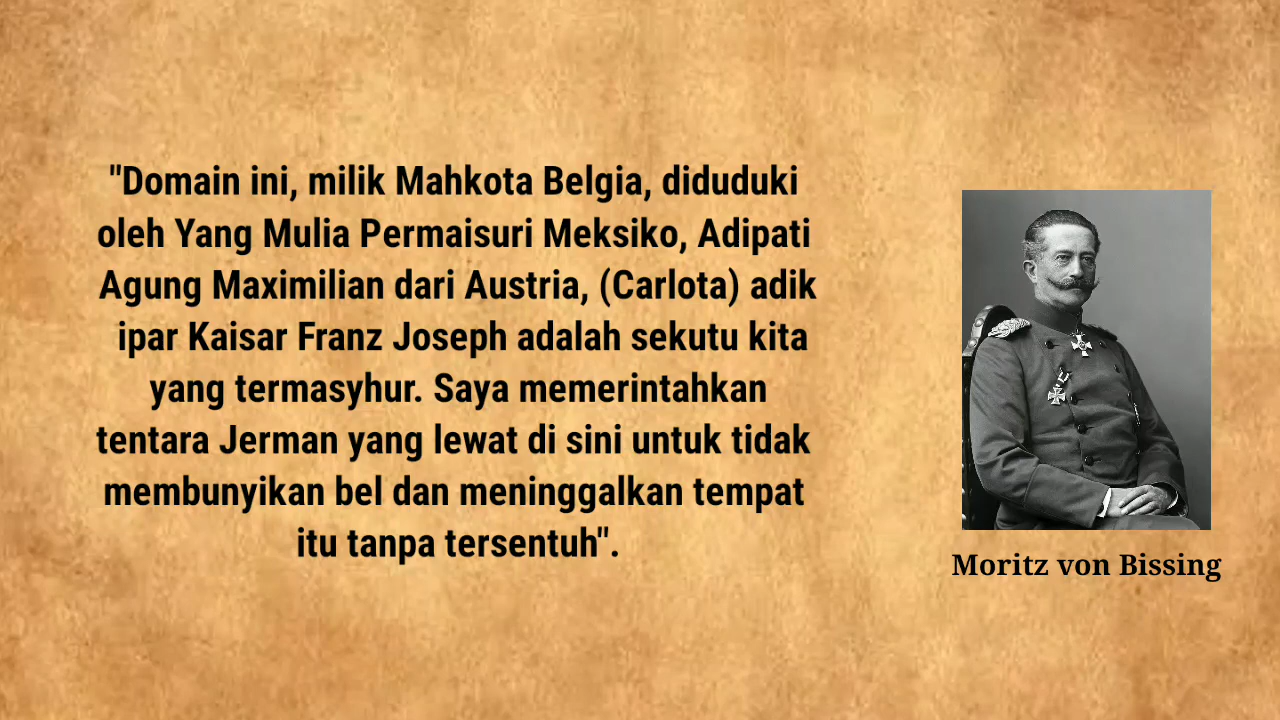 "Domain ini, milik Mahkota Belgia, diduduki
oleh Yang Mulia Permaisuri Meksiko, Adipati
Agung Maximilian dari Austria, (Carlota) adik
ipar Kaisar Franz Joseph adalah sekutu kita
yang termasyhur. Saya memerintahkan
tentara Jerman yang lewat di sini untuk tidak
membunyikan bel dan meninggalkan tempat
itu tanpa tersentuh".
Moritz von Bissing